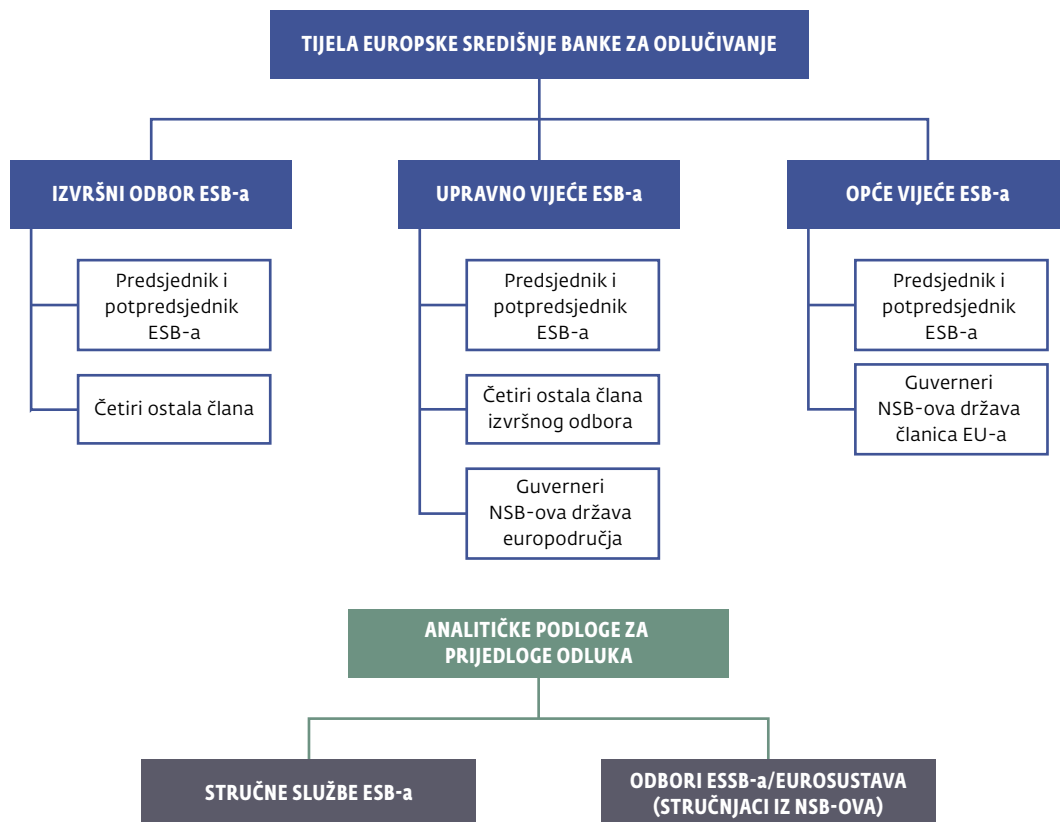 TIJELA EUROPSKE SREDIŠNJE BANKE ZA ODLUČIVANJE
IZVRŠNI ODBOR ESB-a
Predsjednik i
potpredsjednik
ESB-a
Četiri ostala člana
UPRAVNO VIJEĆE ESB-a
Predsjednik i
potpredsjednik
ESB-a
Četiri ostala člana
izvršnog odbora
Guverneri
NSB-ova država
europodručja
OPĆE VIJEĆE ESB-a
Predsjednik i
potpredsjednik
ESB-a
Guverneri
NSB-ova država
članica EU-a
ANALITIČKE PODLOGE ZA
PRIJEDLOGE ODLUKA
STRUČNE SLUŽBE ESB-a
ODBORI ESSB-a/EUROSUSTAVA
(STRUČNJACI IZ NSB-OVA)